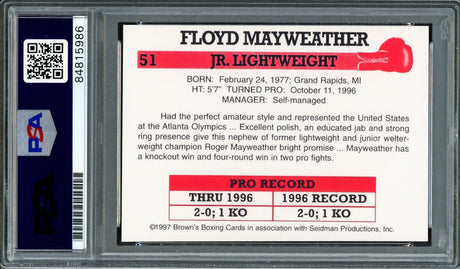 FLOYD MAYWEATHER
51 JR. LIGHTWEIGHT
BORN: February 24, 1977; Grand Rapids, MI
HT: 5'7" TURNED PRO: October 11, 1996
MANAGER: Self-managed
Had the perfect amateur style and represented the United States
at the Atlanta Olympics ... Excellent polish, an educated jab and strong
ring presence give this nephew of former lightweight and junior welter-
weight champion Roger Mayweather bright promise ... Mayweather has
a knockout win and four-round win in two pro fights.
PRO RECORD
THRU 1996 1996 RECORD
2-0; 1 KO 2-0; 1 KO
©1997 Brown's Boxing Cards in association with Seidman Productions, Inc.
84815986
PSA
PSA